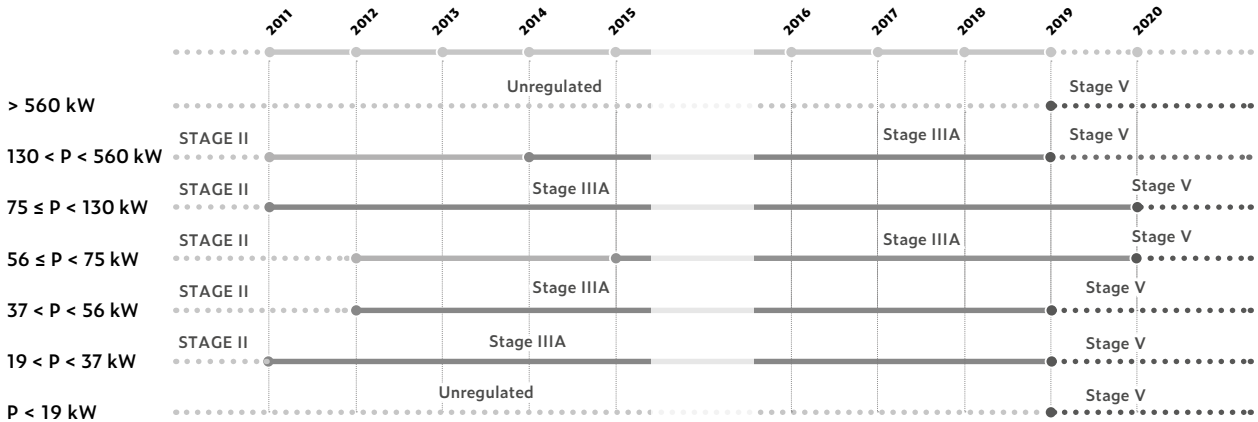 2011 2012 2013 2014 2015 2016 2017 2018 2019 2020
Unregulated Stage V
> 560 kW
STAGE II Stage IIIA Stage V
130 < P < 560 kW
STAGE II Stage IIIA Stage V
75 ≤ P < 130 kW
STAGE II Stage IIIA Stage V
56 ≤ P < 75 kW
STAGE II Stage IIIA Stage V
37 < P < 56 kW
STAGE II Stage IIIA Stage V
19 < P < 37 kW
Unregulated Stage V
P < 19 kW